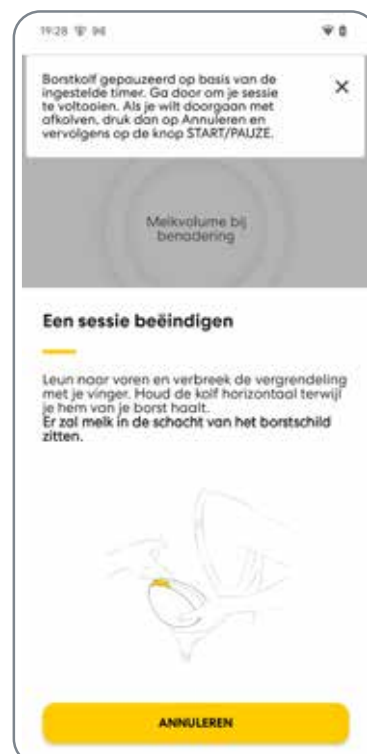 19:28
Borstkolf gepauzeerd op basis van de
ingestelde timer. Ga door om je sessie
te voltooien. Als je wilt doorgaan met
afkolven, druk dan op Annuleren en
vervolgens op de knop START/PAUZE.
Melkvolume bij
benadering
Een sessie beëindigen
Leun naar voren en verbreek de vergrendeling
met je vinger. Houd de kolf horizontaal terwijl
je hem van je borst haalt.
Er zal melk in de schacht van het borstschild
zitten.
ANNULEREN